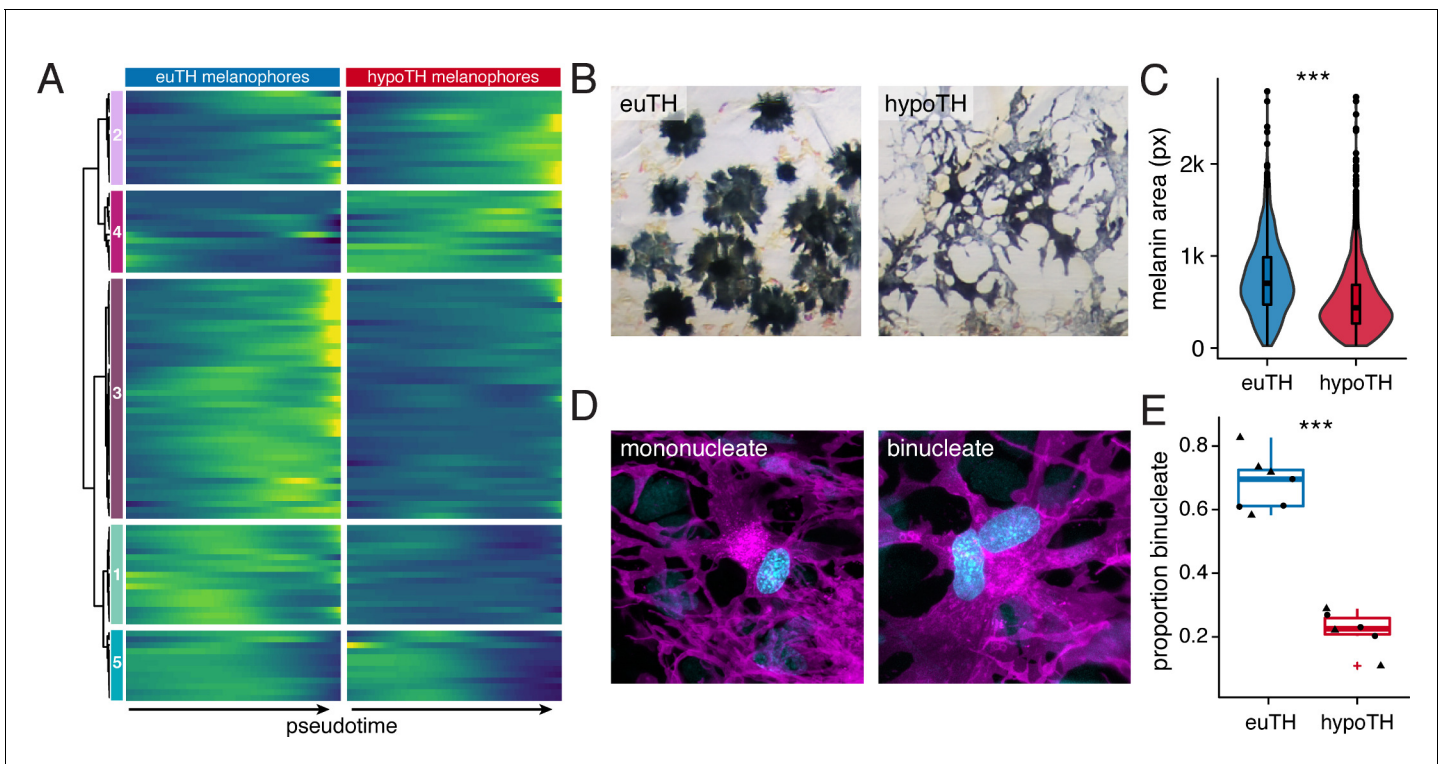 A
euTH melanophores
hypoTH melanophores
2
4
3
1
5
pseudotime
B
euTH
hypoTH
C
***
melanin area (px)
2k
1k
0
euTH
hypoTH
D
mononucleate
binucleate
E
***
proportion binucleate
0.8
0.6
0.4
0.2
euTH
hypoTH